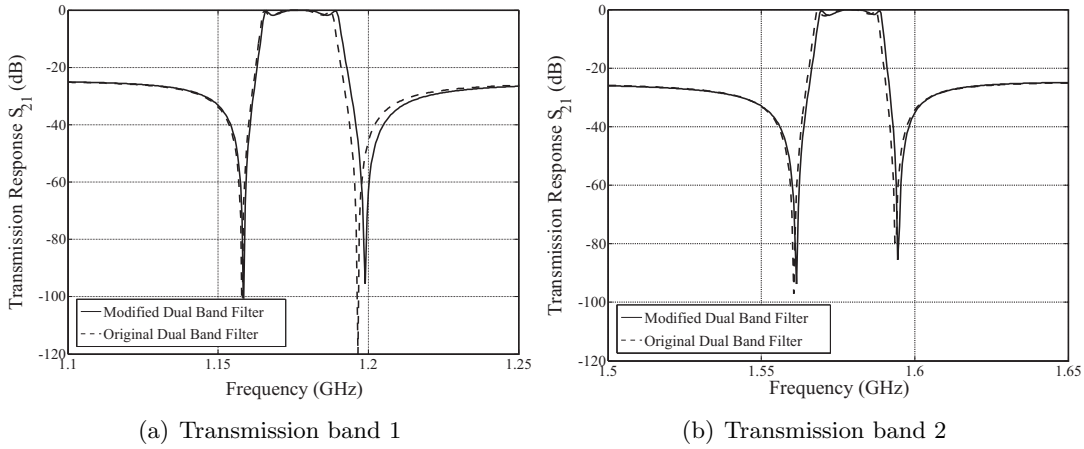 0
-20
-40
-60
-80
-100
-120
Transmission Response S21 (dB)
Modified Dual Band Filter
Original Dual Band Filter
1.1
1.15
1.2
1.25
Frequency (GHz)
(a) Transmission band 1
0
-20
-40
-60
-80
-100
-120
Transmission Response S21 (dB)
Modified Dual Band Filter
Original Dual Band Filter
1.5
1.55
1.6
1.65
Frequency (GHz)
(b) Transmission band 2